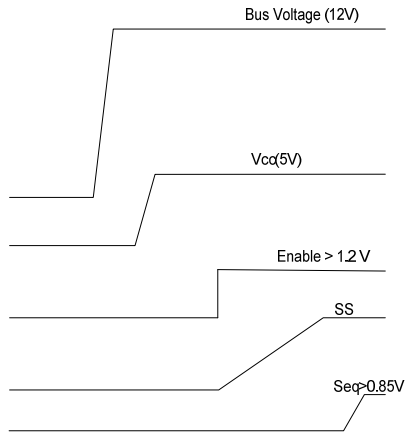 Bus Voltage (12V)
Vcc(5V)
Enable > 1.2 V
SS
Seq>0.85V